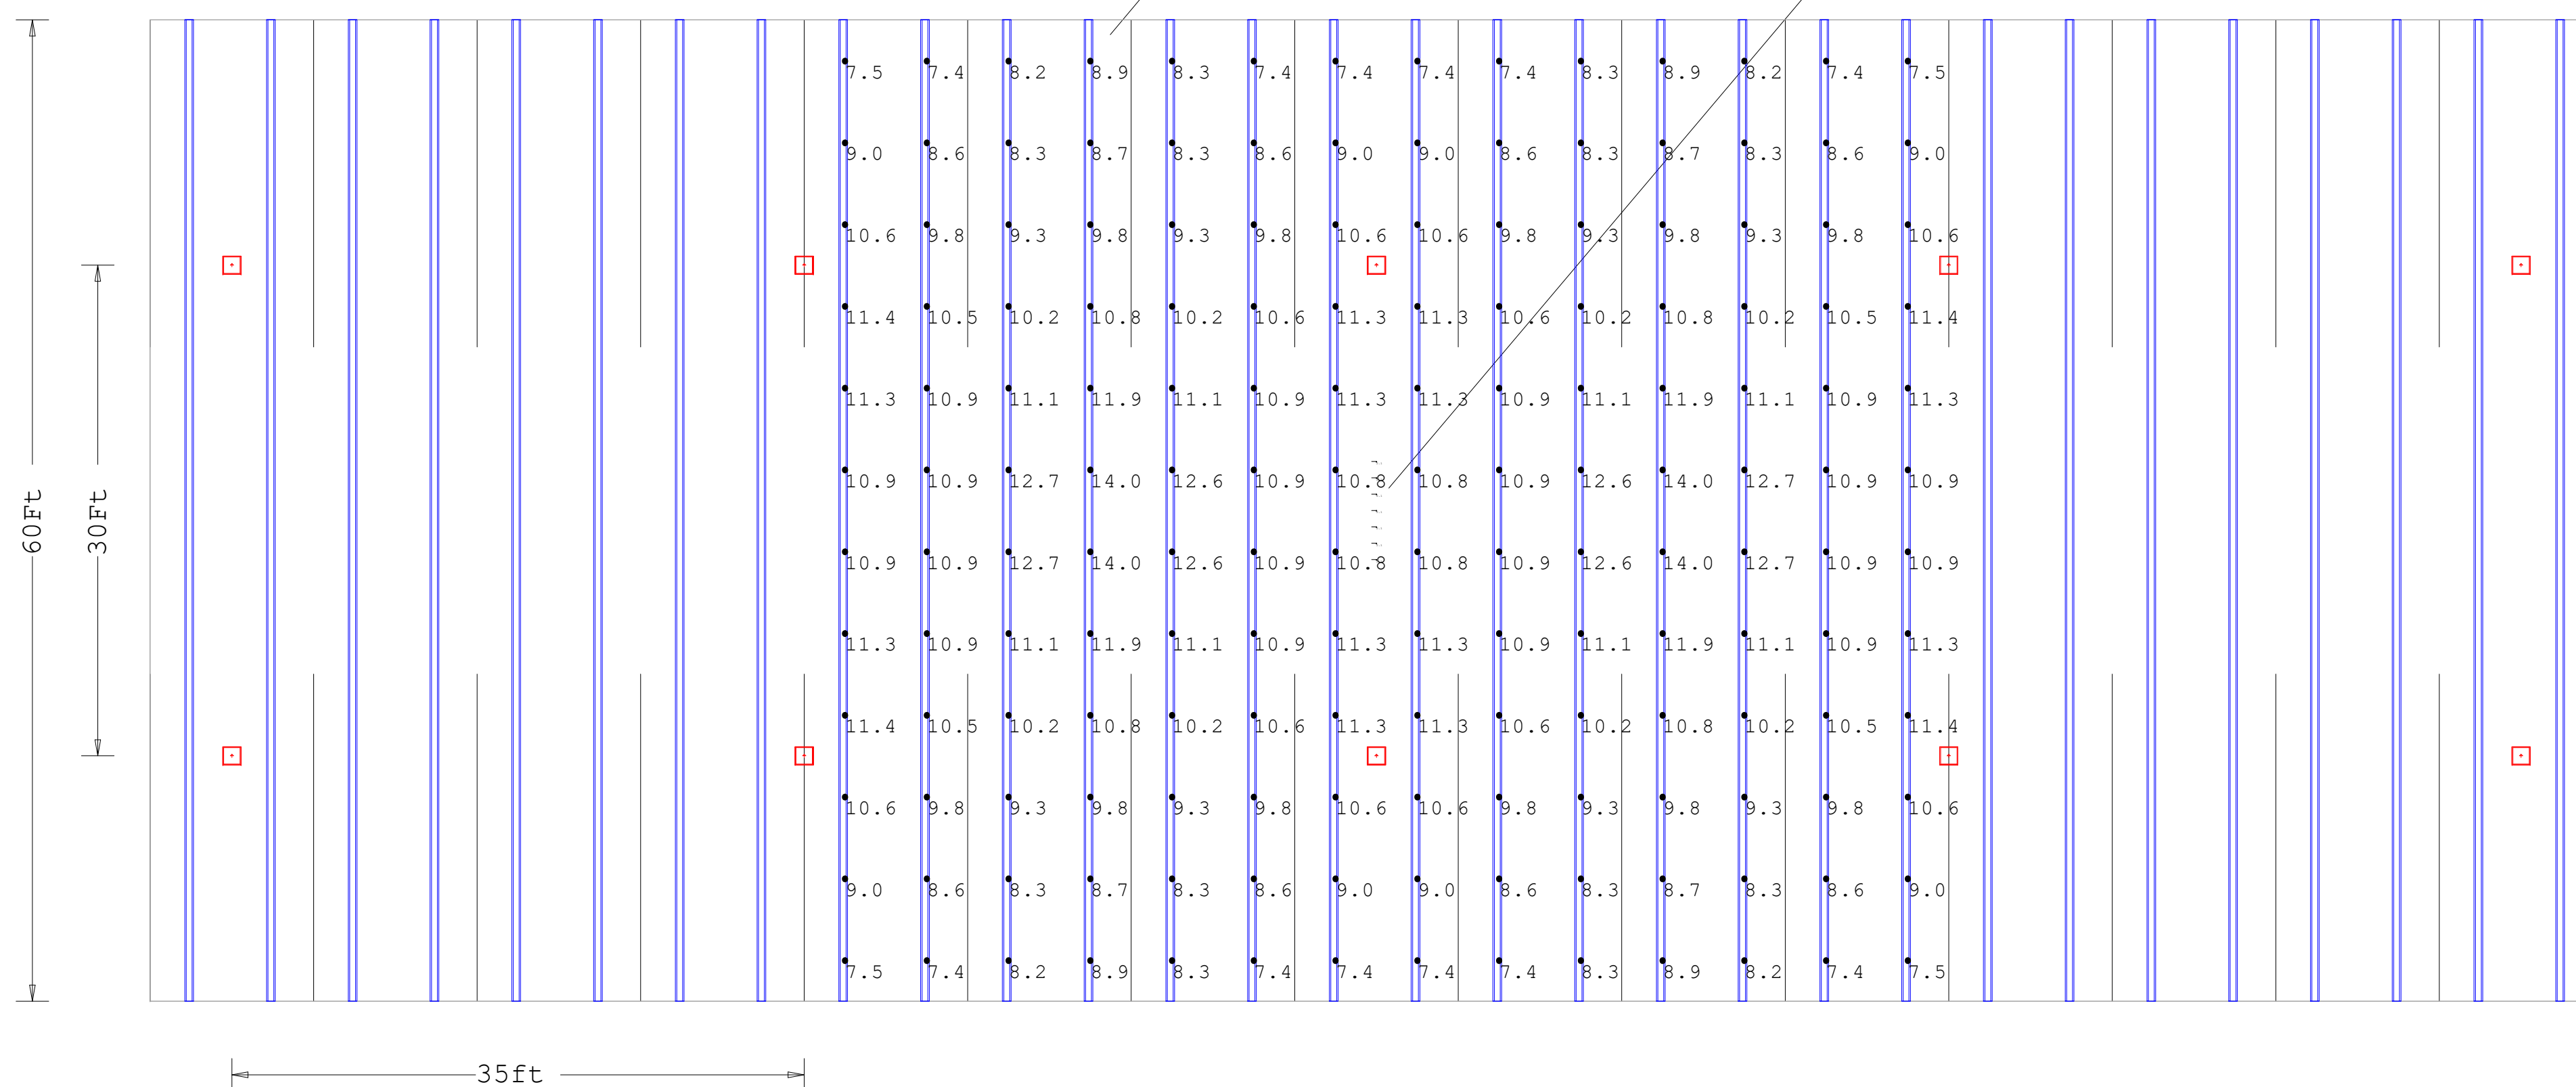 7.5 7.4 8.2 8.9 8.3 7.4 7.4 7.4 7.4 8.3 8.9 8.2 7.4 7.5
9.0 8.6 8.3 8.7 8.3 8.6 9.0 9.0 8.6 8.3 8.7 8.3 8.6 9.0
10.6 9.8 9.3 9.8 9.3 9.8 10.6 10.6 9.8 9.3 9.8 9.3 9.8 10.6
11.4 10.5 10.2 10.8 10.2 10.6 11.3 11.3 10.6 10.2 10.8 10.2 10.5 11.4
11.3 10.9 11.1 11.9 11.1 10.9 11.3 11.3 10.9 11.1 11.9 11.1 10.9 11.3
10.9 10.9 12.7 14.0 12.6 10.9 10.8 10.8 10.9 12.6 14.0 12.7 10.9 10.9
60Ft
30Ft
10.9 10.9 12.7 14.0 12.6 10.9 10.8 10.8 10.9 12.6 14.0 12.7 10.9 10.9
11.3 10.9 11.1 11.9 11.1 10.9 11.3 11.3 10.9 11.1 11.9 11.1 10.9 11.3
11.4 10.5 10.2 10.8 10.2 10.6 11.3 11.3 10.6 10.2 10.8 10.2 10.5 11.4
10.6 9.8 9.3 9.8 9.3 9.8 10.6 10.6 9.8 9.3 9.8 9.3 9.8 10.6
9.0 8.6 8.3 8.7 8.3 8.6 9.0 9.0 8.6 8.3 8.7 8.3 8.6 9.0
7.5 7.4 8.2 8.9 8.3 7.4 7.4 7.4 7.4 8.3 8.9 8.2 7.4 7.5
35ft